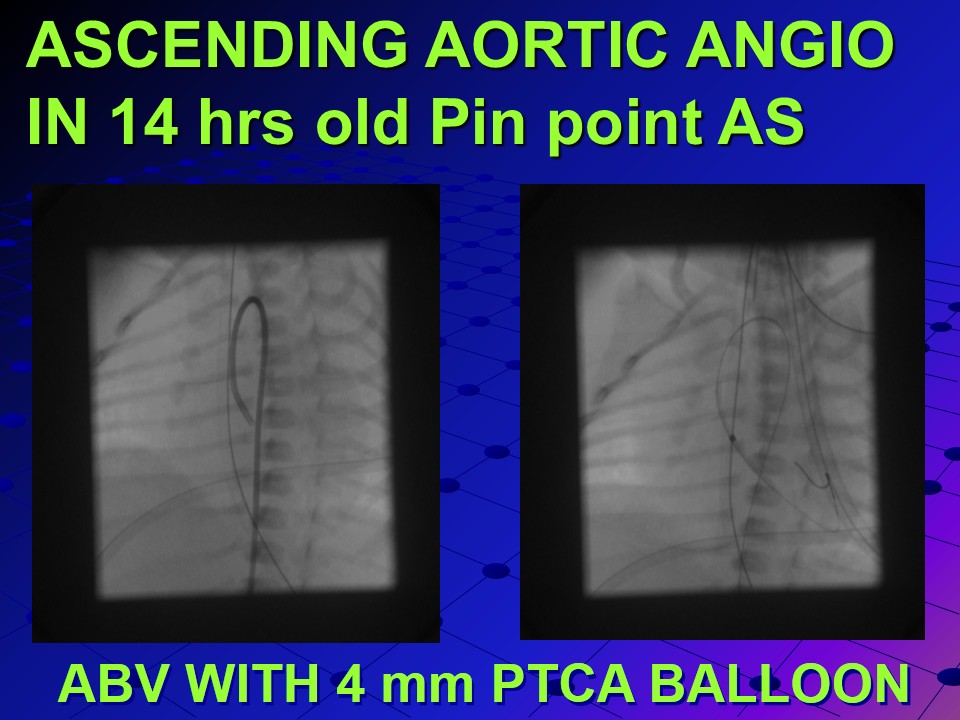 ASCENDING AORTIC ANGIO
IN 14 hrs old Pin point AS
ABV WITH 4 mm PTCA BALLOON